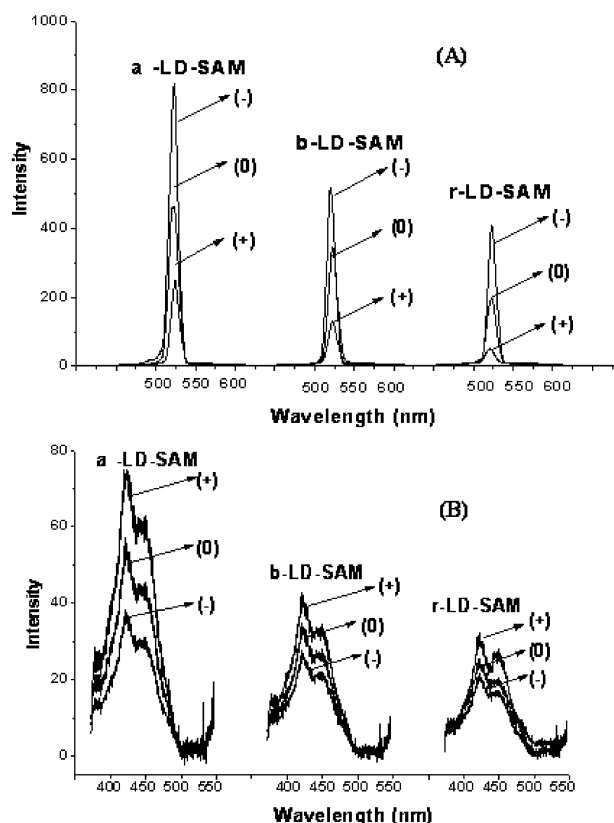 1000
(A)
a -LD-SAM
(-)
800
b-LD-SAM
(-)
r-LD-SAM
600
(0)
(-)
Intensity
(0)
400
(+)
(0)
200
(+)
(+)
0
500 550 600 500 550 600 500 550 600
Wavelength (nm)
80
a -LD-SAM
(+)
(B)
60
(0)
b-LD-SAM
(+)
r-LD-SAM
40
(-)
(0)
(+)
Intensity
(0)
(-)
(-)
20
0
400 450 500 550 400 450 500 550 400 450 500 550
Wavelength (nm)